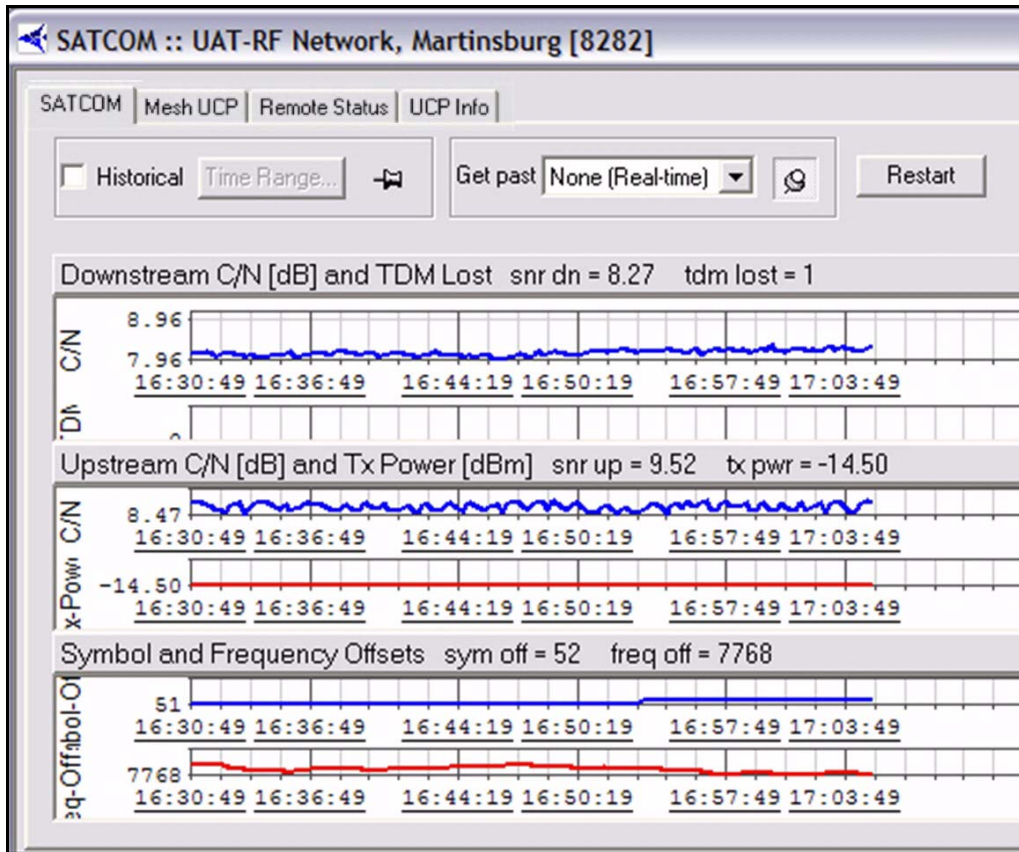 SATCOM :: UAT-RF Network, Martinsburg [8282]
SATCOM Mesh UCP Remote Status UCP Info
Historical Time Range... Get past None (Real-time) Restart
Downstream C/N [dB] and TDM Lost snr dn = 8.27 tdm lost = 1
C/N
8.96
7.96
16:30:49 16:36:49 16:44:19 16:50:19 16:57:49 17:03:49
Upstream C/N [dB] and Tx Power [dBm] snr up = 9.52 tx pwr = -14.50
C/N
8.47
16:30:49 16:36:49 16:44:19 16:50:19 16:57:49 17:03:49
x-Pow
-14.50
16:30:49 16:36:49 16:44:19 16:50:19 16:57:49 17:03:49
Symbol and Frequency Offsets sym off = 52 freq off = 7768
bol-Of
51
16:30:49 16:36:49 16:44:19 16:50:19 16:57:49 17:03:49
eq-Off
7768
16:30:49 16:36:49 16:44:19 16:50:19 16:57:49 17:03:49